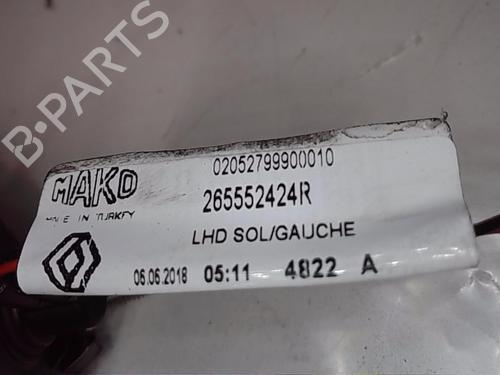 B-PARTS
02052799900010
MAKO
MADE IN TURKEY
265552424R
LHD SOL/GAUCHE
06.06.2018 05:11 4822 A